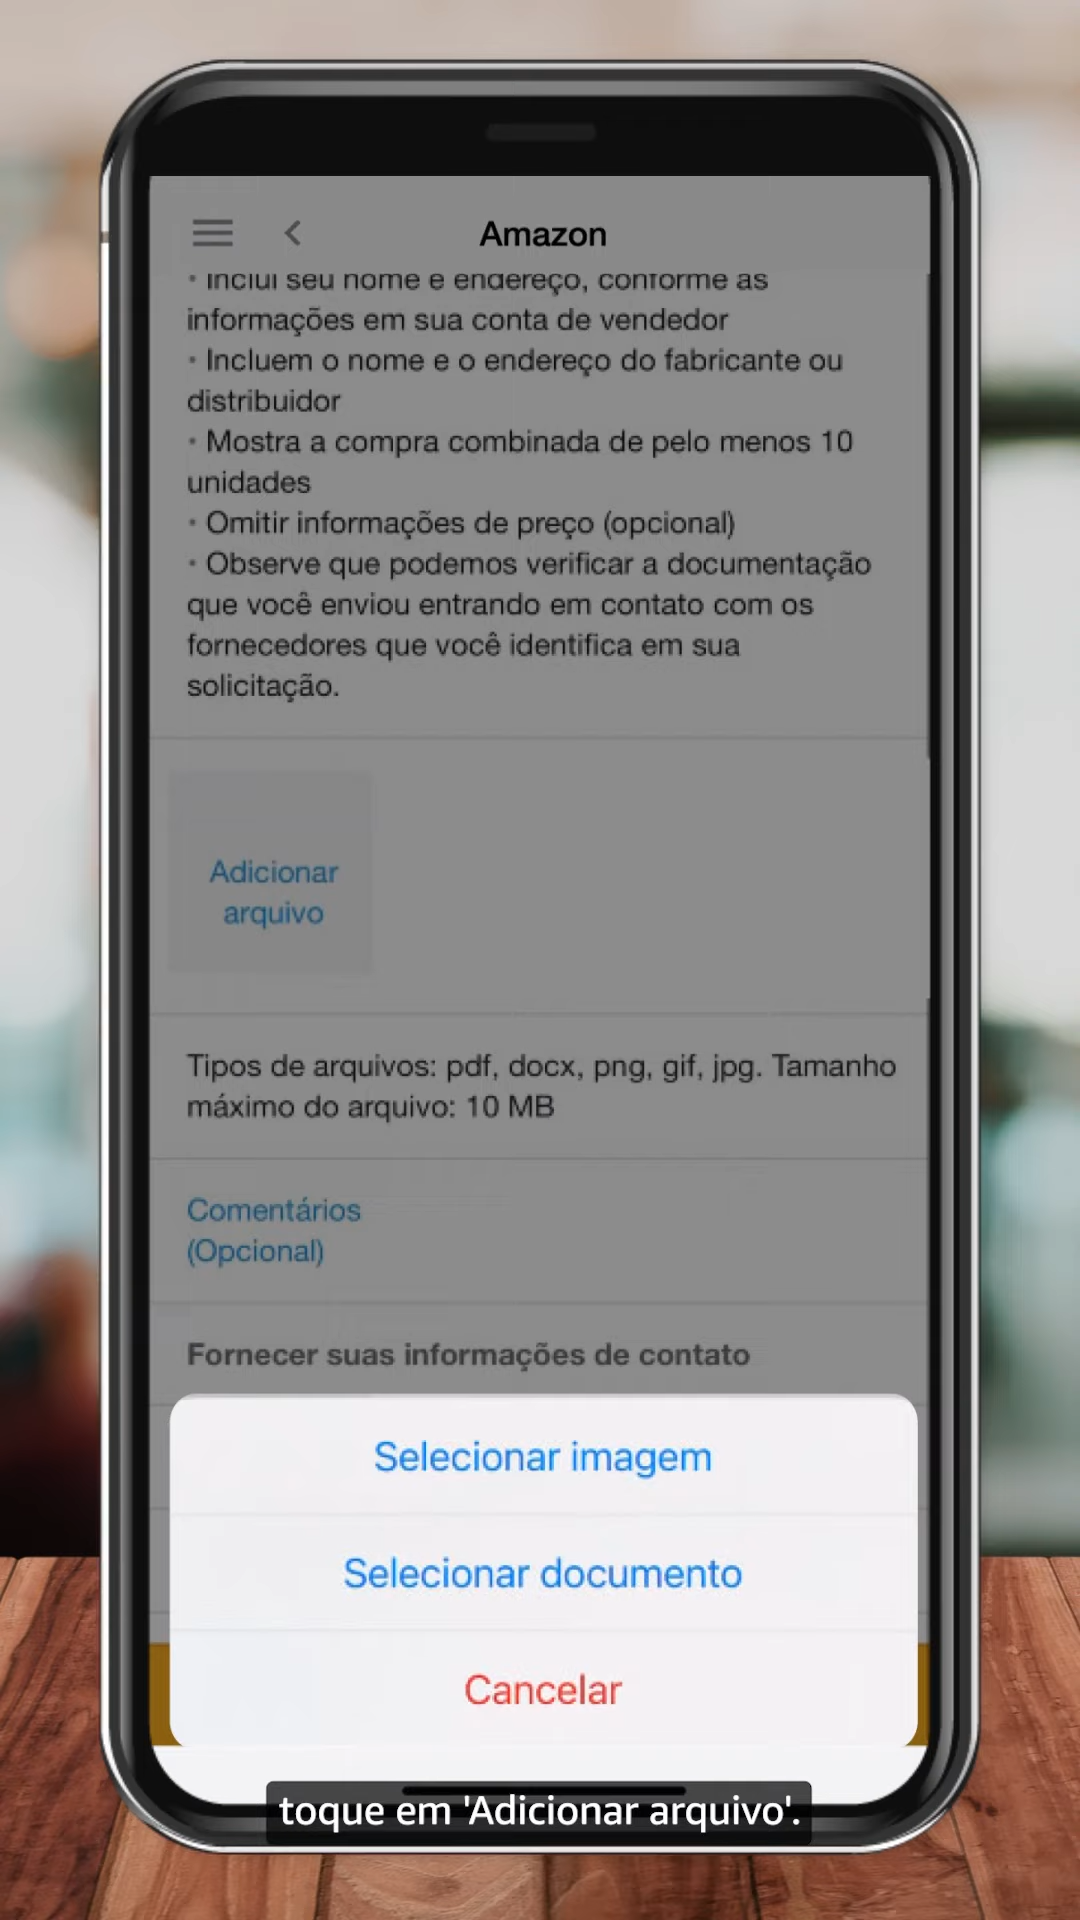 Amazon
• Inclui seu nome e endereço, conforme as
informações em sua conta de vendedor
• Incluem o nome e o endereço do fabricante ou
distribuidor
• Mostra a compra combinada de pelo menos 10
unidades
• Omitir informações de preço (opcional)
• Observe que podemos verificar a documentação
que você enviou entrando em contato com os
fornecedores que você identifica em sua
solicitação.
Adicionar
arquivo
Tipos de arquivos: pdf, docx, png, gif, jpg. Tamanho
máximo do arquivo: 10 MB
Comentários
(Opcional)
Fornecer suas informações de contato
Selecionar imagem
Selecionar documento
Cancelar
toque em 'Adicionar arquivo'.